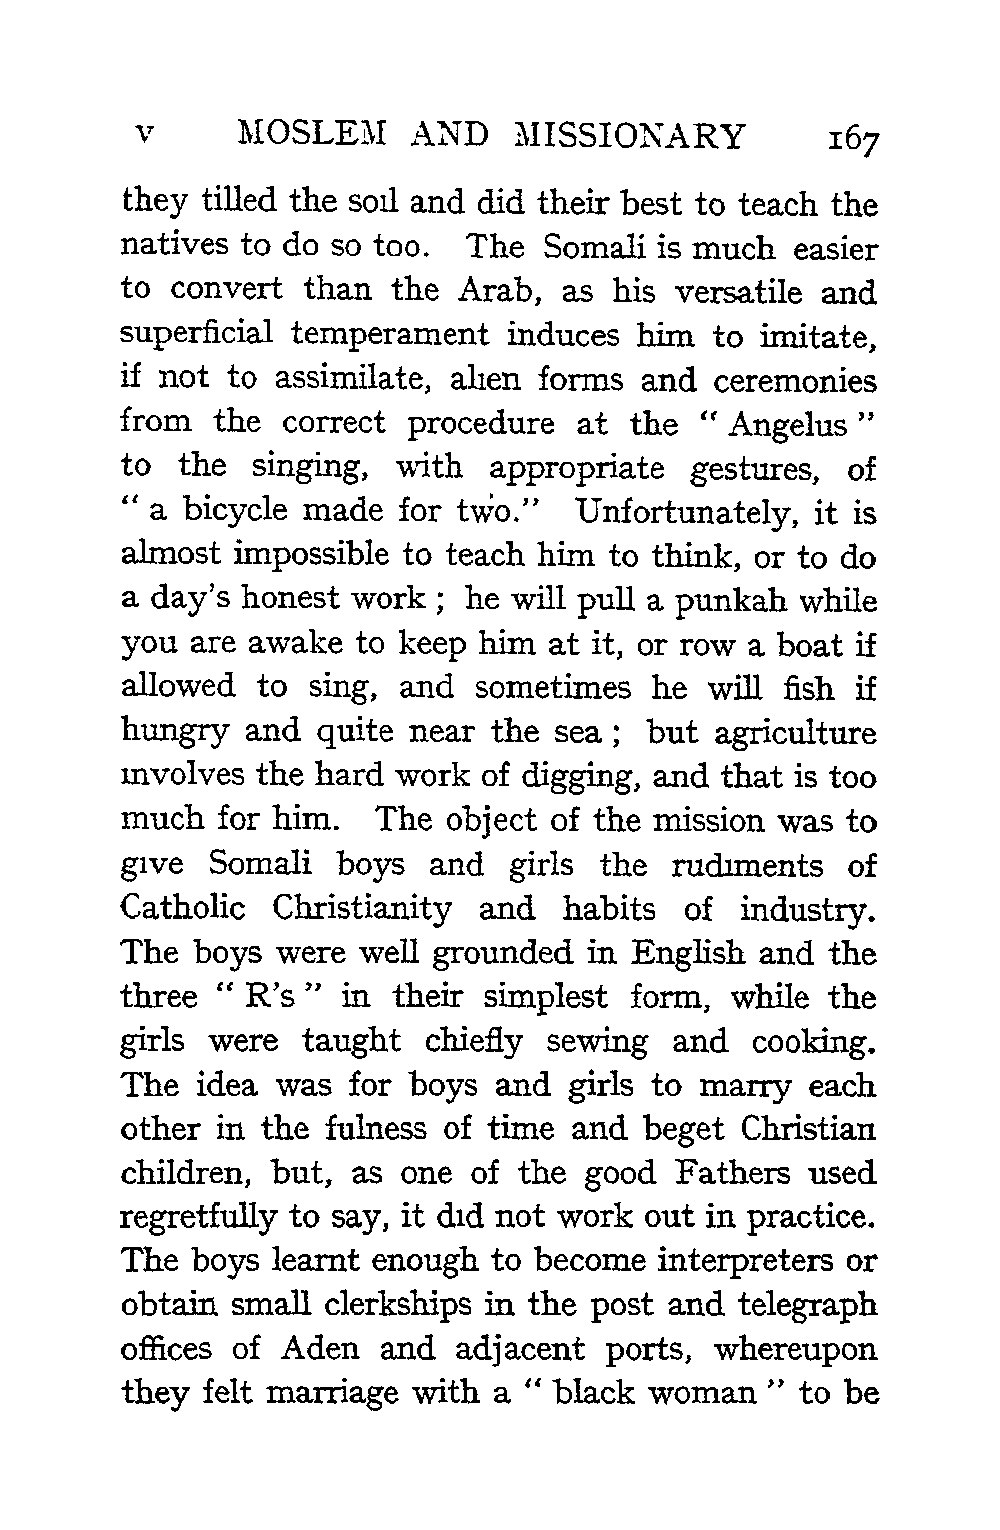 V MOSLEM AND MISSIONARY 167
they tilled the soil and did their best to teach the
natives to do so too. The Somali is much easier
to convert than the Arab, as his versatile and
superficial temperament induces him to imitate,
if not to assimilate, alien forms and ceremonies
from the correct procedure at the “ Angelus ”
to the singing, with appropriate gestures, of
“ a bicycle made for two.” Unfortunately, it is
almost impossible to teach him to think, or to do
a day’s honest work ; he will pull a punkah while
you are awake to keep him at it, or row a boat if
allowed to sing, and sometimes he will fish if
hungry and quite near the sea ; but agriculture
involves the hard work of digging, and that is too
much for him. The object of the mission was to
give Somali boys and girls the rudiments of
Catholic Christianity and habits of industry.
The boys were well grounded in English and the
three “ R’s ” in their simplest form, while the
girls were taught chiefly sewing and cooking.
The idea was for boys and girls to marry each
other in the fulness of time and beget Christian
children, but, as one of the good Fathers used
regretfully to say, it did not work out in practice.
The boys learnt enough to become interpreters or
obtain small clerkships in the post and telegraph
offices of Aden and adjacent ports, whereupon
they felt marriage with a “ black woman ” to be